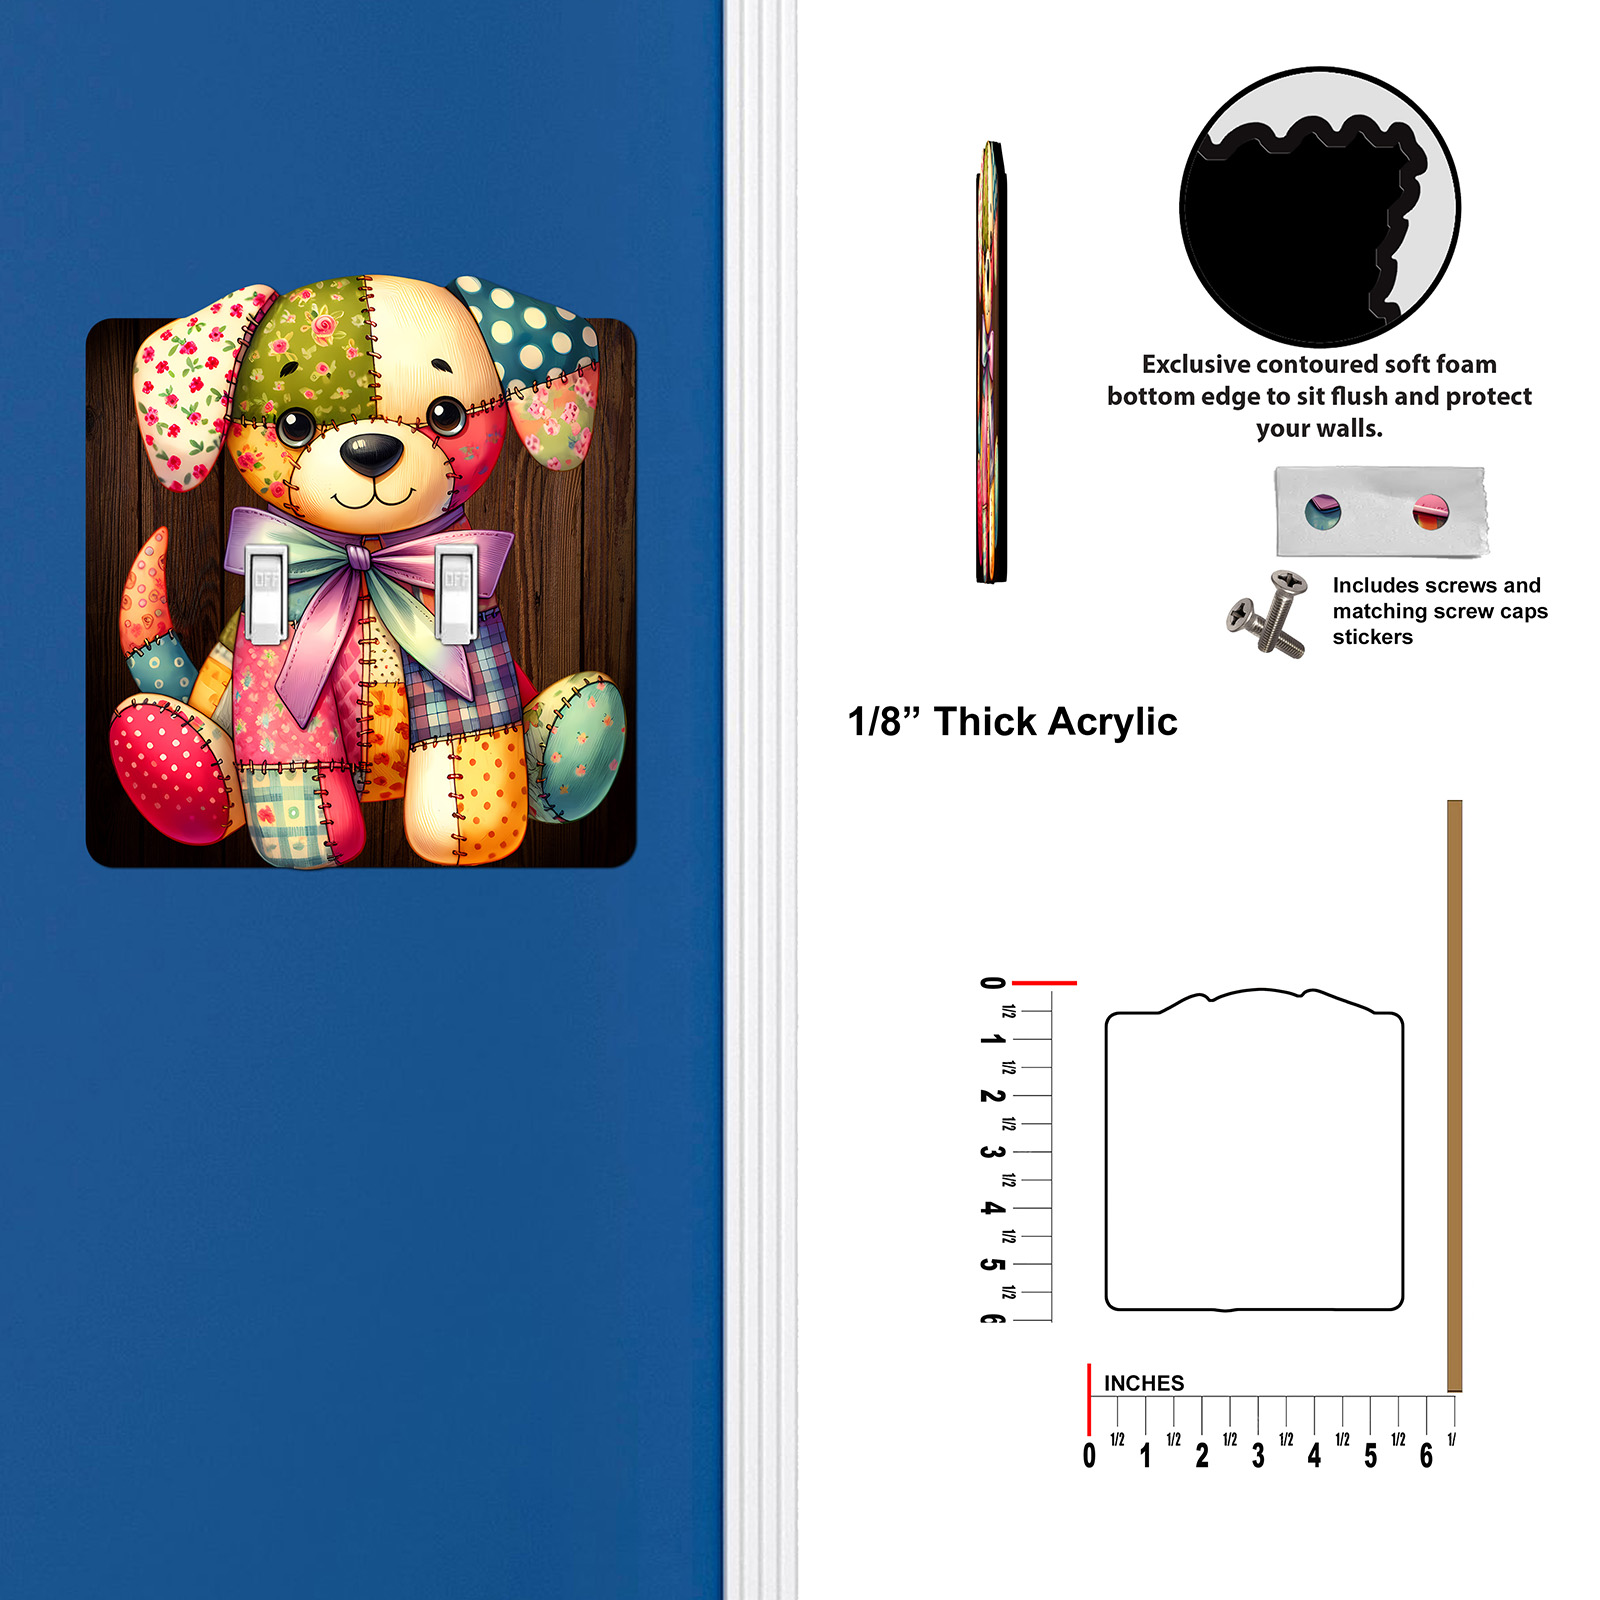 Exclusive contoured soft foam
bottom edge to sit flush and protect
your walls.
OFF OFF
Includes screws and
matching screw caps
stickers
1/8” Thick Acrylic
0
1/2
1
1/2
2
1/2
3
1/2
4
1/2
5
1/2
6
INCHES
0 1/2 1 1/2 2 1/2 3 1/2 4 1/2 5 1/2 6 1/